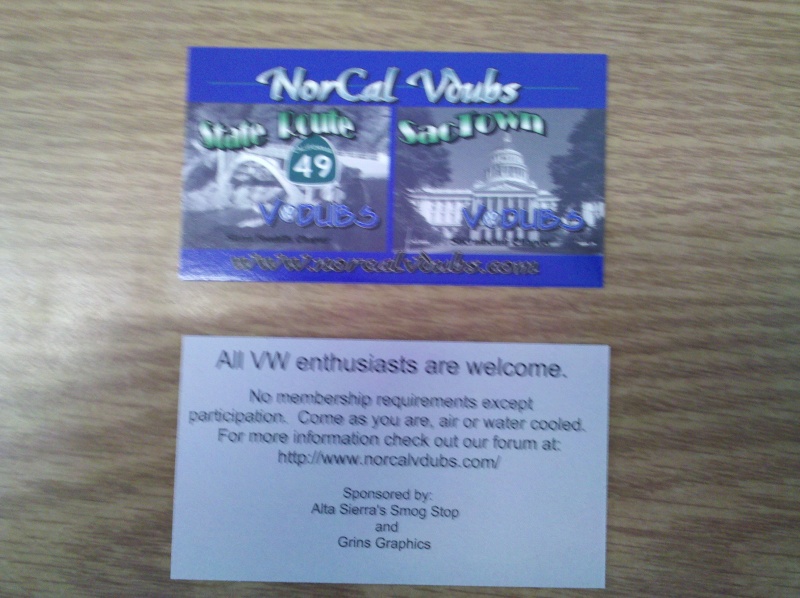 NorCal Vdubs
State Route
CALIFORNIA
49
VDUBS
SacTown
VDUBS
www.norcalvdubs.com
All VW enthusiasts are welcome.
No membership requirements except
participation. Come as you are, air or water cooled.
For more information check out our forum at:
http://www.norcalvdubs.com/
Sponsored by:
Alta Sierra's Smog Stop
and
Grins Graphics